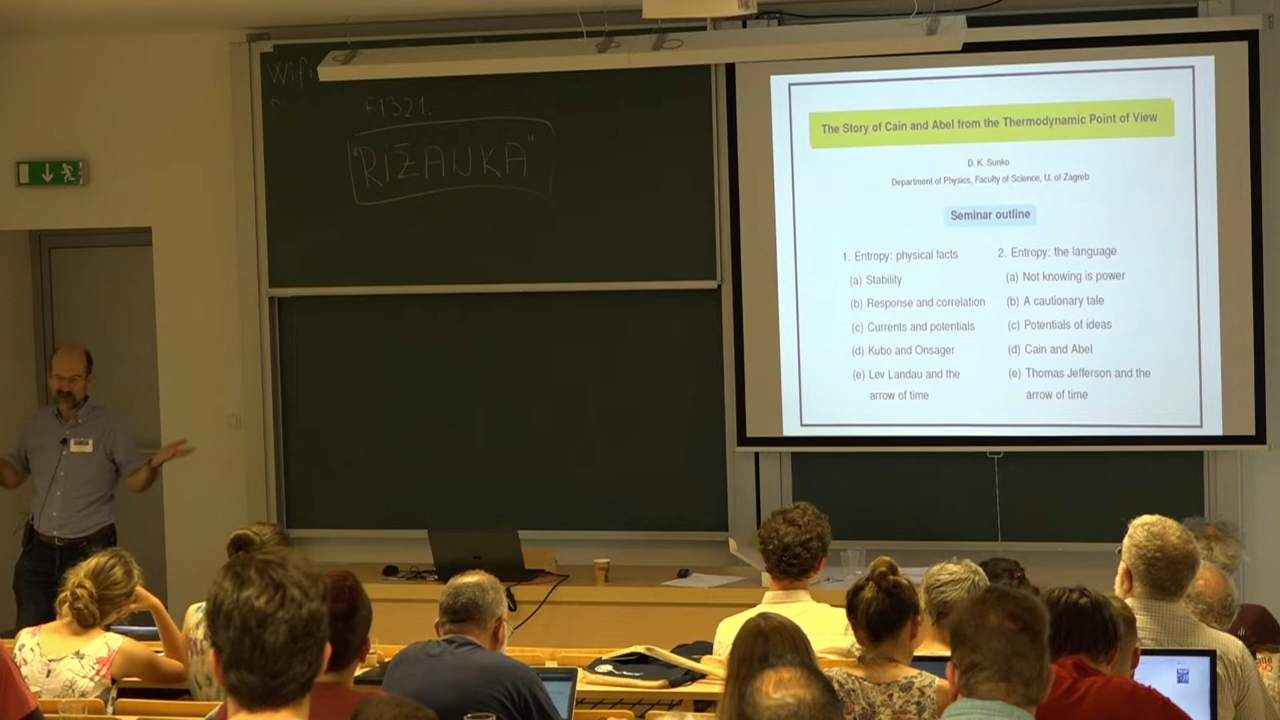 Wifi
F1321.
"RIŽAUKA"
The Story of Cain and Abel from the Thermodynamic Point of View
D. K. Sunko
Department of Physics, Faculty of Science, U. of Zagreb
Seminar outline
1. Entropy: physical facts
(a) Stability
(b) Response and correlation
(c) Currents and potentials
(d) Kubo and Onsager
(e) Lev Landau and the
arrow of time
2. Entropy: the language
(a) Not knowing is power
(b) A cautionary tale
(c) Potentials of ideas
(d) Cain and Abel
(e) Thomas Jefferson and the
arrow of time